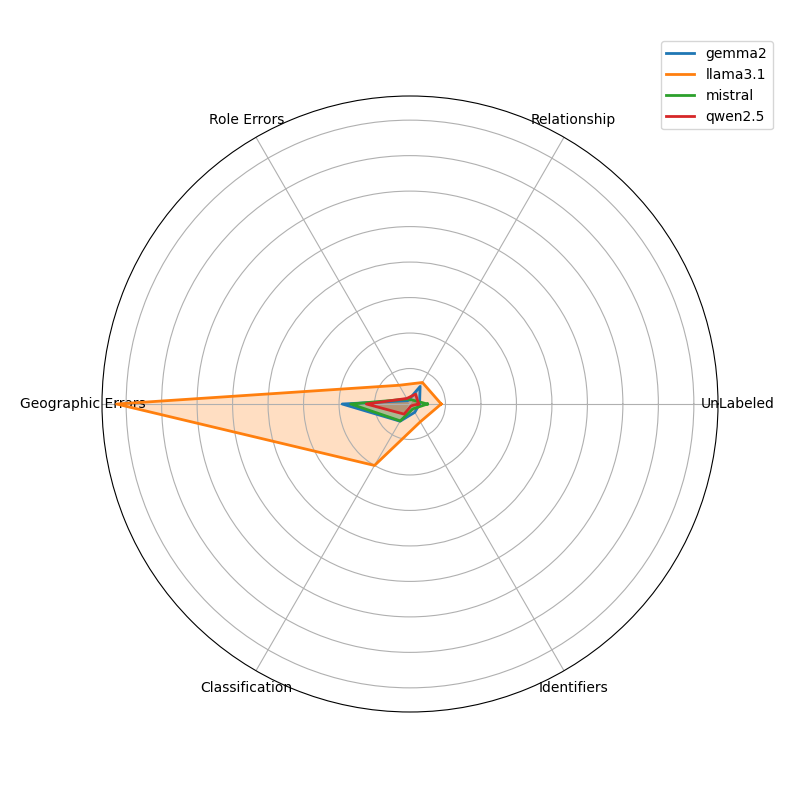 gemma2
llama3.1
mistral
qwen2.5
Role Errors
Relationship
Geographic Errors
UnLabeled
Classification
Identifiers